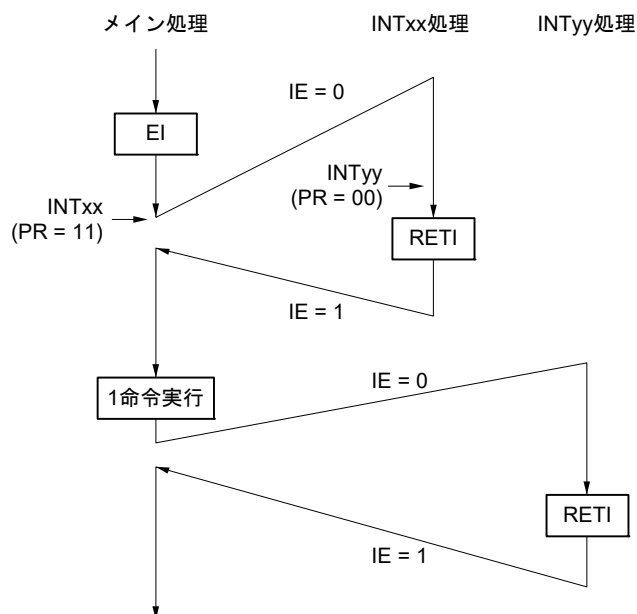 メイン処理
INTxx処理
INTyy処理
IE = 0
EI
INTxx
(PR = 11)
INTyy
(PR = 00)
RETI
IE = 1
IE = 0
1命令実行
RETI
IE = 1